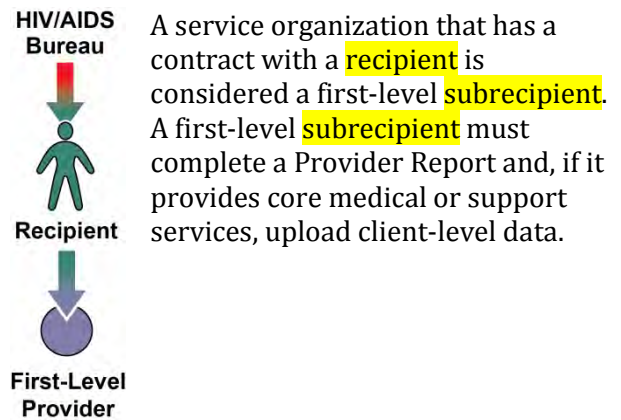 HIV/AIDS
Bureau
Recipient
First-Level
Provider
A service organization that has a
contract with a recipient is
considered a first-level subrecipient.
A first-level subrecipient must
complete a Provider Report and, if it
provides core medical or support
services, upload client-level data.